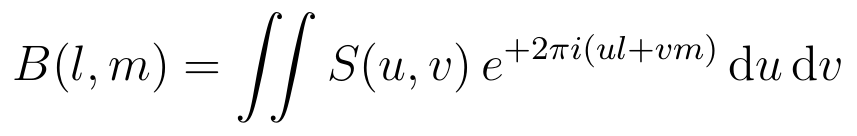 B(l, m) = ∬ S(u, v) e^{+2πi(ul+vm)} du dv